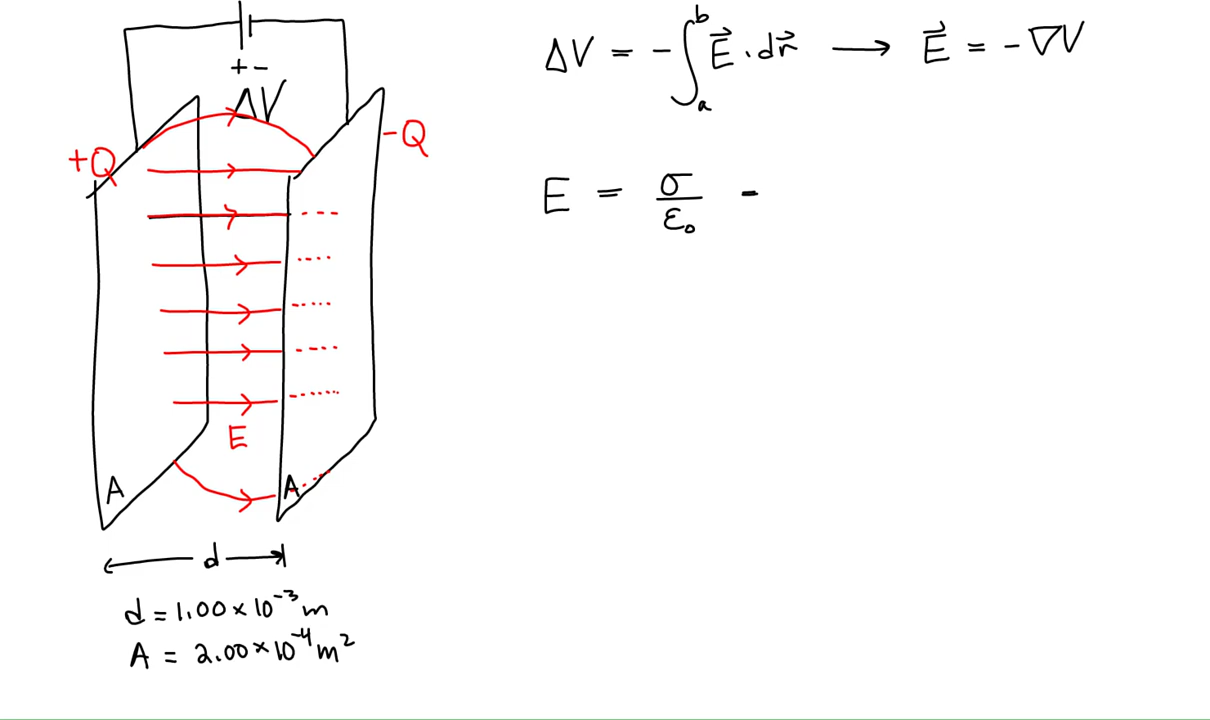 + -
ΔV
+Q
-Q
E
A
A
d
d = 1.00 × 10⁻³ m
A = 2.00 × 10⁻⁴ m²
ΔV = -∫ₐᵇ E⃗ · dr⃗ ⟶ E⃗ = -∇V
E = σ/ε₀ -